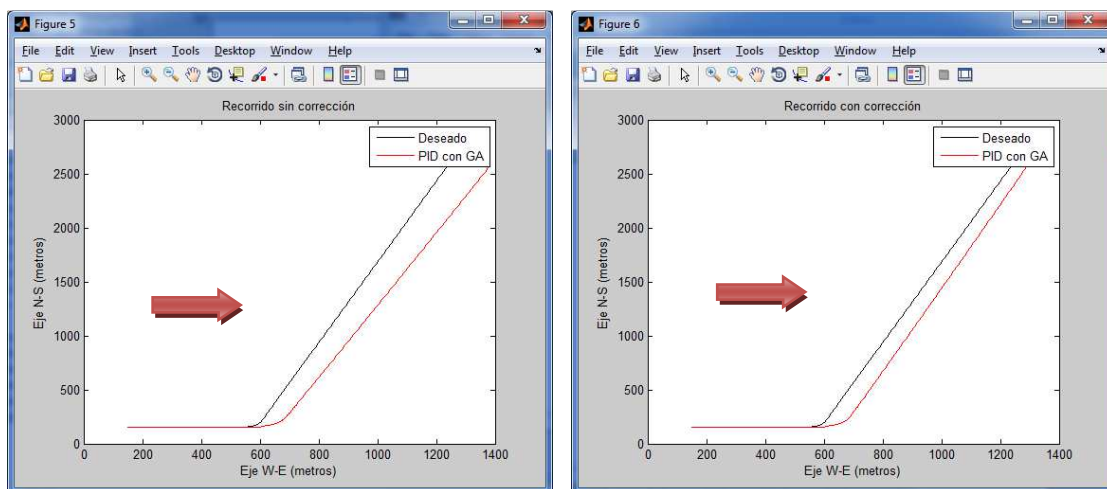 Figure 5
File Edit View Insert Tools Desktop Window Help
Recorrido sin corrección
3000
2500
2000
1500
1000
500
0
Eje N-S (metros)
Deseado
PID con GA
0 200 400 600 800 1000 1200 1400
Eje W-E (metros)
Figure 6
File Edit View Insert Tools Desktop Window Help
Recorrido con corrección
3000
2500
2000
1500
1000
500
0
Eje N-S (metros)
Deseado
PID con GA
0 200 400 600 800 1000 1200 1400
Eje W-E (metros)